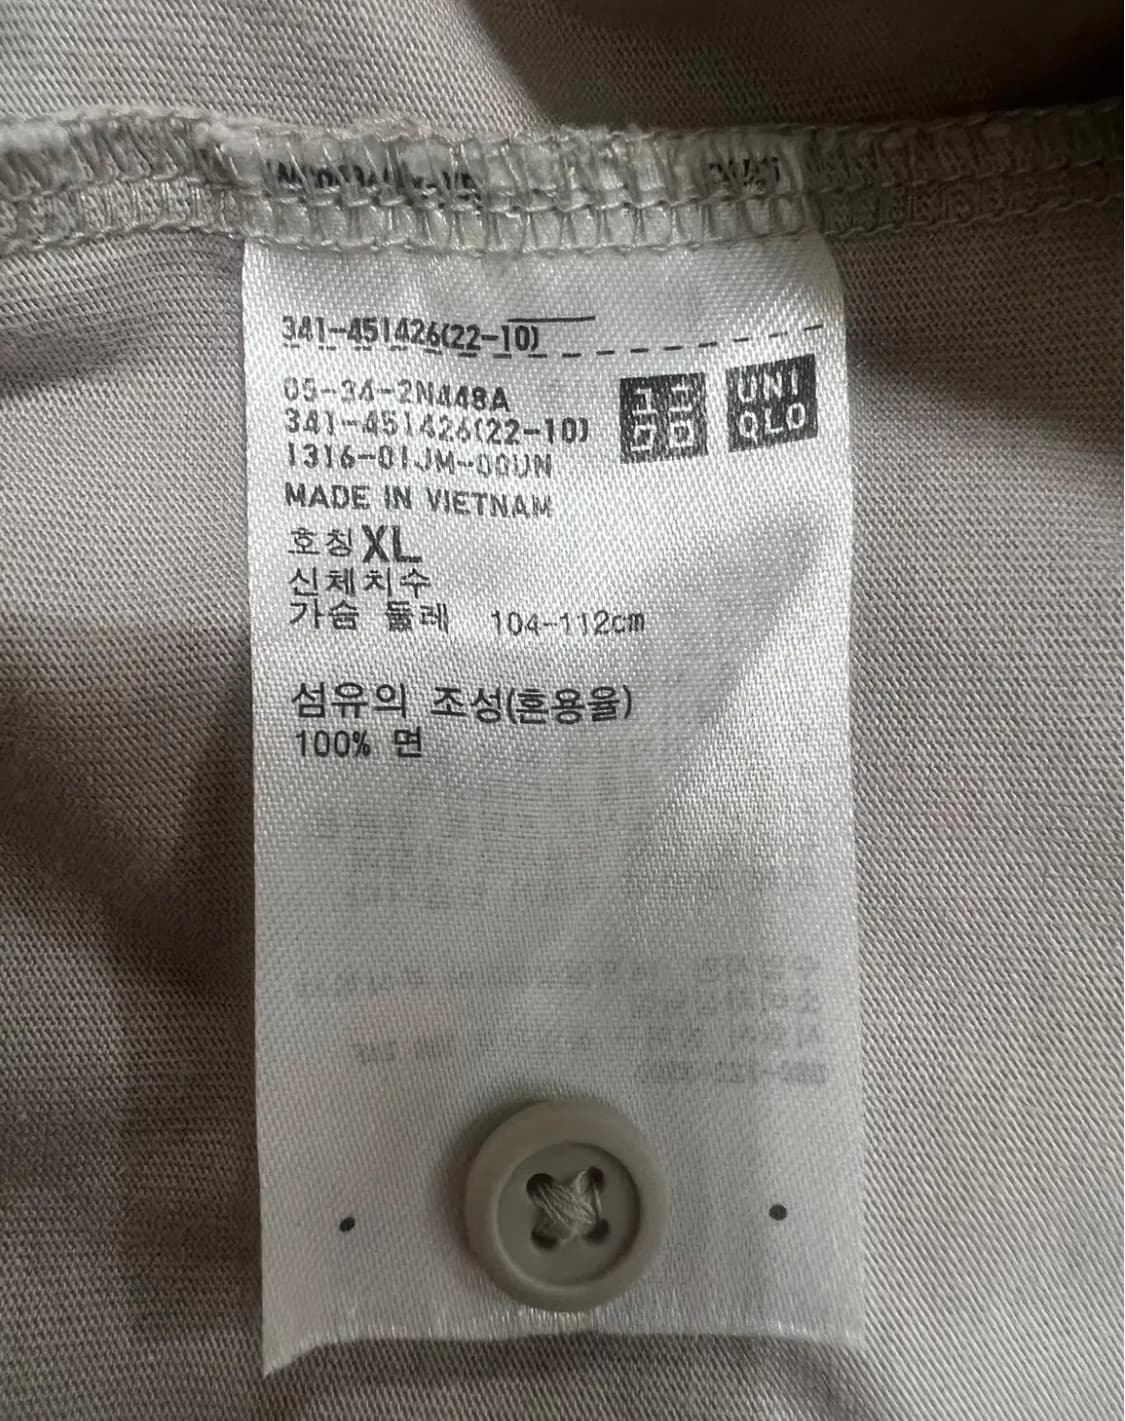 341-451426(22-10)
05-34-2N448A
341-451426(22-10)
1316-01JM-00UN
ユニ
クロ
UNI
QLO
MADE IN VIETNAM
호칭 XL
신체치수
가슴 둘레 104-112cm
섬유의 조성(혼용율)
100% 면